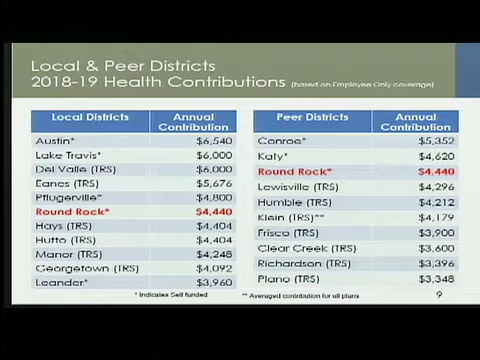 Local & Peer Districts
2018-19 Health Contributions (based on Employee Only coverage)
Local Districts Annual Contribution
Austin* $6,540
Lake Travis* $6,000
Del Valle (TRS) $6,000
Eanes (TRS) $5,676
Pflugerville* $4,800
Round Rock* $4,440
Hays (TRS) $4,404
Hutto (TRS) $4,404
Manor (TRS) $4,248
Georgetown (TRS) $4,092
Leander* $3,960
Peer Districts Annual Contribution
Conroe* $5,352
Katy* $4,620
Round Rock* $4,440
Lewisville (TRS) $4,296
Humble (TRS) $4,212
Klein (TRS)** $4,179
Frisco (TRS) $3,900
Clear Creek (TRS) $3,600
Richardson (TRS) $3,396
Plano (TRS) $3,348
* Indicates Self funded ** Averaged contribution for all plans 9